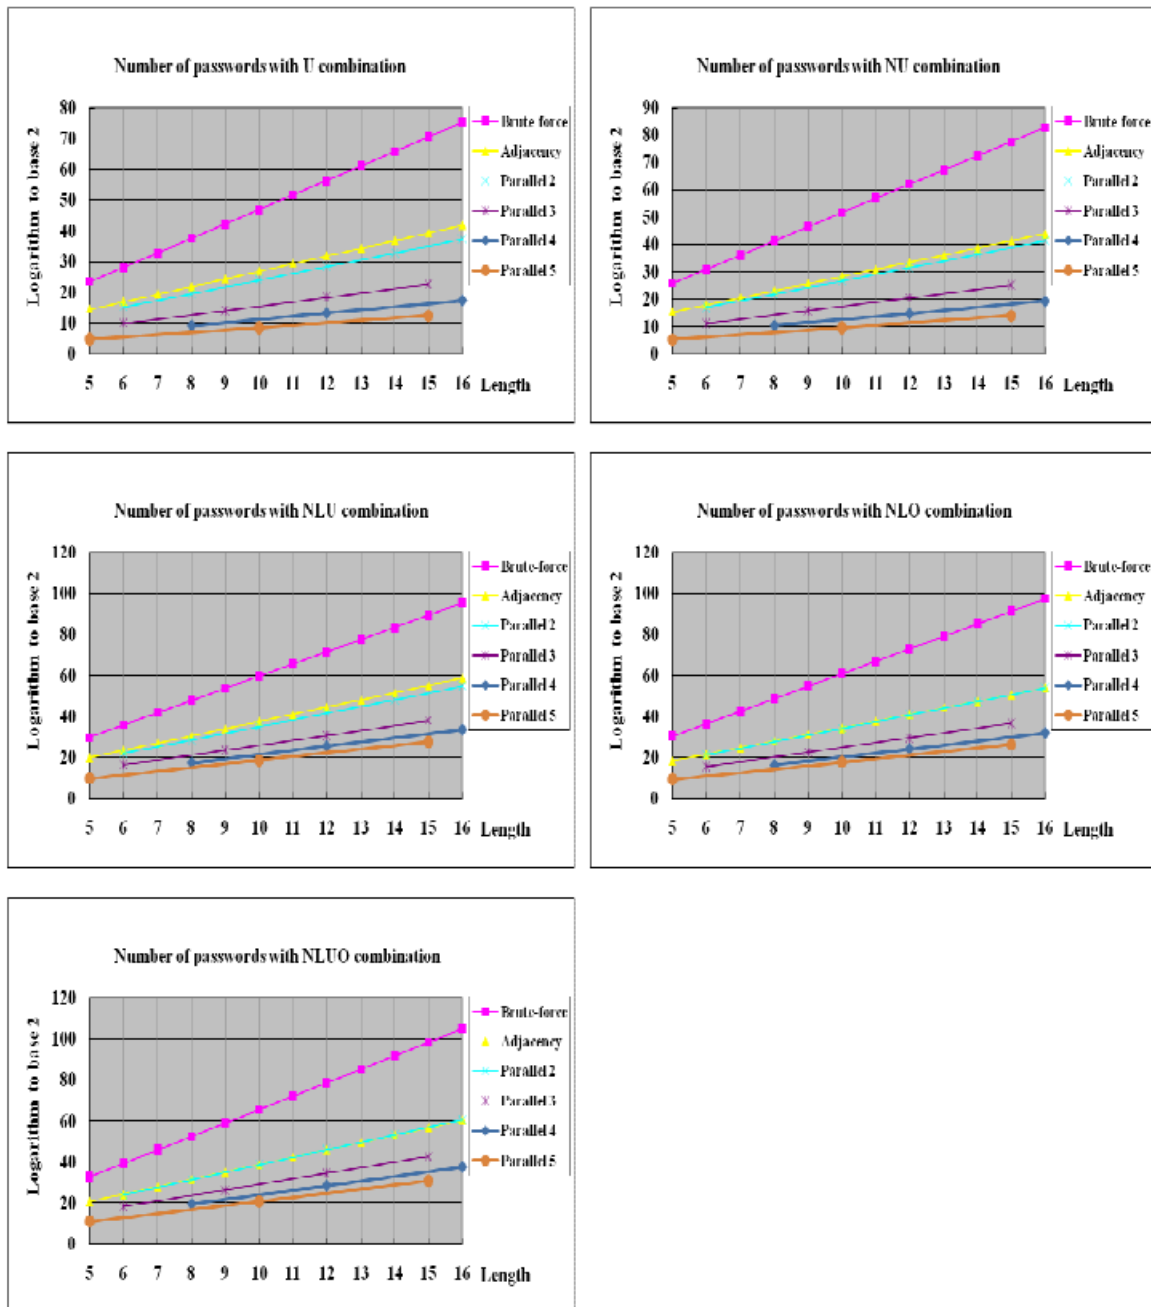 Number of passwords with U combination
Logarithm to base 2
80
70
60
50
40
30
20
10
0
5 6 7 8 9 10 11 12 13 14 15 16 Length
Brute force
Adjacency
Parallel 2
Parallel 3
Parallel 4
Parallel 5
Number of passwords with NU combination
Logarithm to base 2
90
80
70
60
50
40
30
20
10
0
5 6 7 8 9 10 11 12 13 14 15 16 Length
Brute force
Adjacency
Parallel 2
Parallel 3
Parallel 4
Parallel 5
Number of passwords with NLU combination
Logarithm to base 2
120
100
80
60
40
20
0
5 6 7 8 9 10 11 12 13 14 15 16 Length
Brute-force
Adjacency
Parallel 2
Parallel 3
Parallel 4
Parallel 5
Number of passwords with NLO combination
Logarithm to base 2
120
100
80
60
40
20
0
5 6 7 8 9 10 11 12 13 14 15 16 Length
Brute-force
Adjacency
Parallel 2
Parallel 3
Parallel 4
Parallel 5
Number of passwords with NLUO combination
Logarithm to base 2
120
100
80
60
40
20
0
5 6 7 8 9 10 11 12 13 14 15 16 Length
Brute-force
Adjacency
Parallel 2
Parallel 3
Parallel 4
Parallel 5